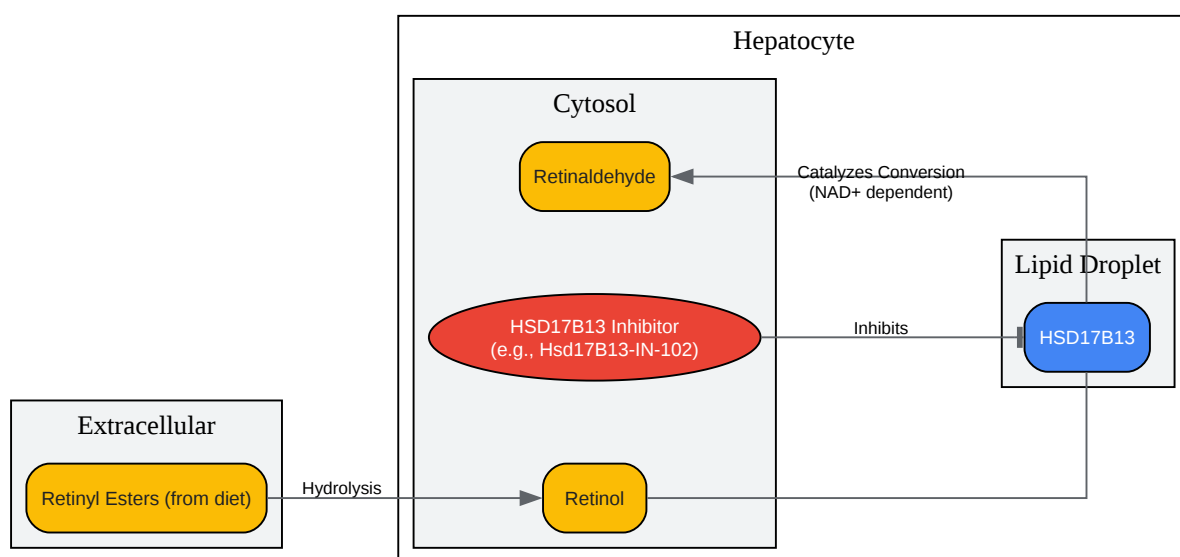 Hepatocyte
Cytosol
Retinaldehyde
Catalyzes Conversion
(NAD+ dependent)
Lipid Droplet
HSD17B13 Inhibitor
(e.g., Hsd17B13-IN-102)
Inhibits
HSD17B13
Extracellular
Retinyl Esters (from diet)
Hydrolysis
Retinol